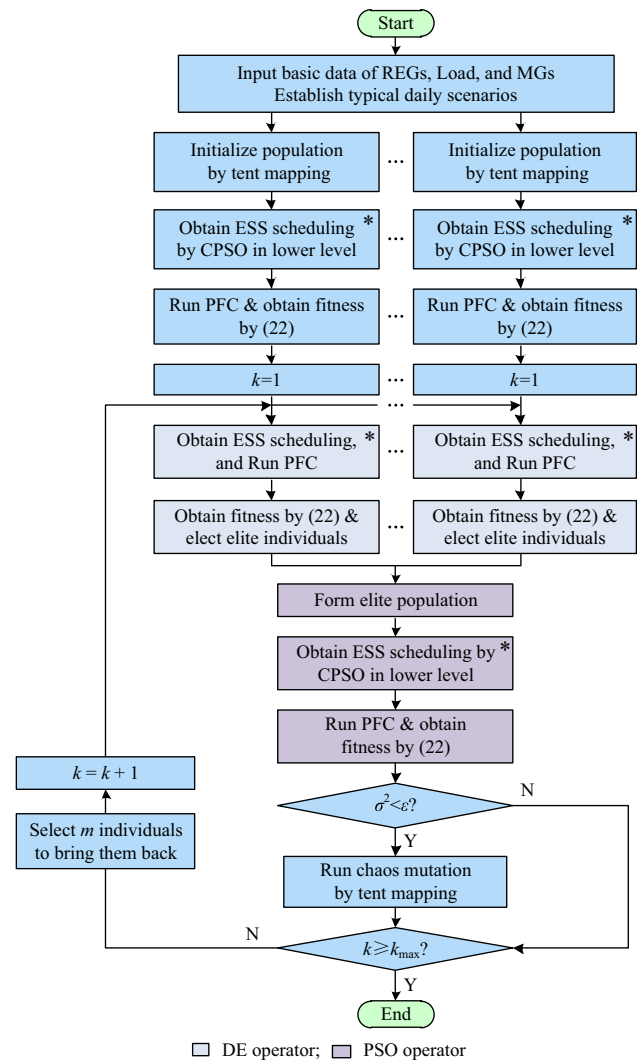 Start
Input basic data of REGs, Load, and MGs
Establish typical daily scenarios
Initialize population
by tent mapping
...
Initialize population
by tent mapping
Obtain ESS scheduling *
by CPSO in lower level
...
Obtain ESS scheduling *
by CPSO in lower level
Run PFC & obtain fitness
by (22)
...
Run PFC & obtain fitness
by (22)
k=1
...
k=1
...
Obtain ESS scheduling, *
and Run PFC
...
Obtain ESS scheduling, *
and Run PFC
Obtain fitness by (22) &
elect elite individuals
...
Obtain fitness by (22) &
elect elite individuals
Form elite population
Obtain ESS scheduling by *
CPSO in lower level
Run PFC & obtain
fitness by (22)
k = k + 1
Select m individuals
to bring them back
σ²<ε?
N
Y
Run chaos mutation
by tent mapping
N
k≥kmax?
Y
End
DE operator; PSO operator